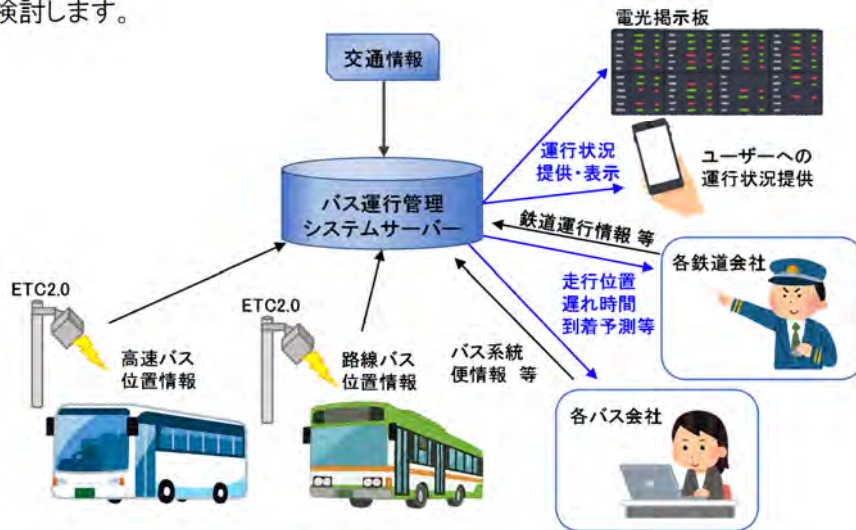 検討します。
電光掲示板
交通情報
運行状況
提供・表示
ユーザーへの
運行状況提供
バス運行管理
システムサーバー
鉄道運行情報 等
各鉄道会社
走行位置
遅れ時間
到着予測等
ETC2.0
ETC2.0
高速バス
位置情報
路線バス
位置情報
バス系統
便情報 等
各バス会社